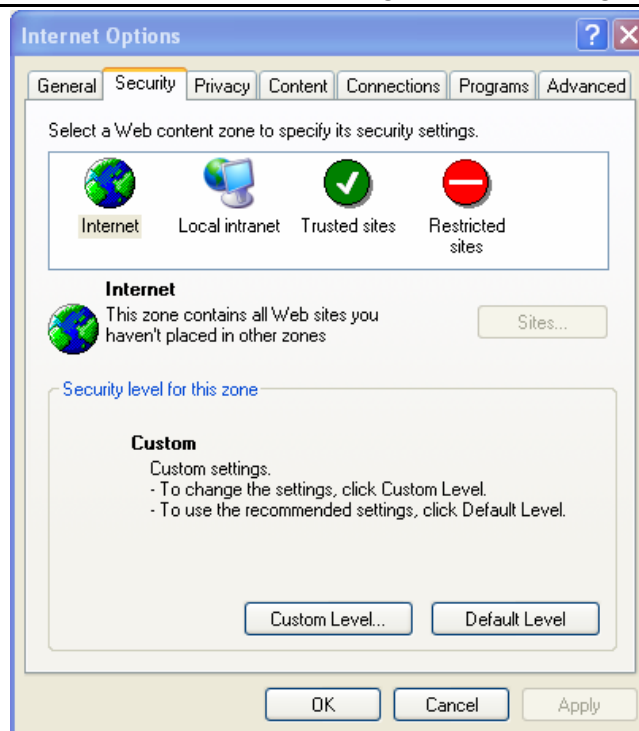 Internet Options
General Security Privacy Content Connections Programs Advanced
Select a Web content zone to specify its security settings.
Internet Local intranet Trusted sites Restricted sites
Internet
This zone contains all Web sites you
haven't placed in other zones
Sites...
Security level for this zone
Custom
Custom settings.
- To change the settings, click Custom Level.
- To use the recommended settings, click Default Level.
Custom Level... Default Level
OK Cancel Apply